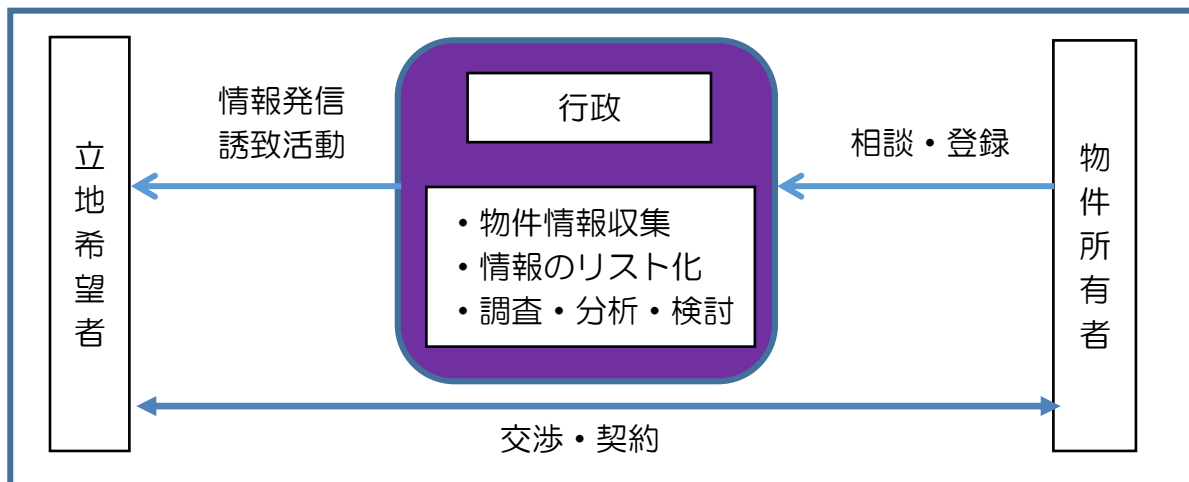 立地希望者
情報発信
誘致活動
行政
・物件情報収集
・情報のリスト化
・調査・分析・検討
相談・登録
物件所有者
交渉・契約